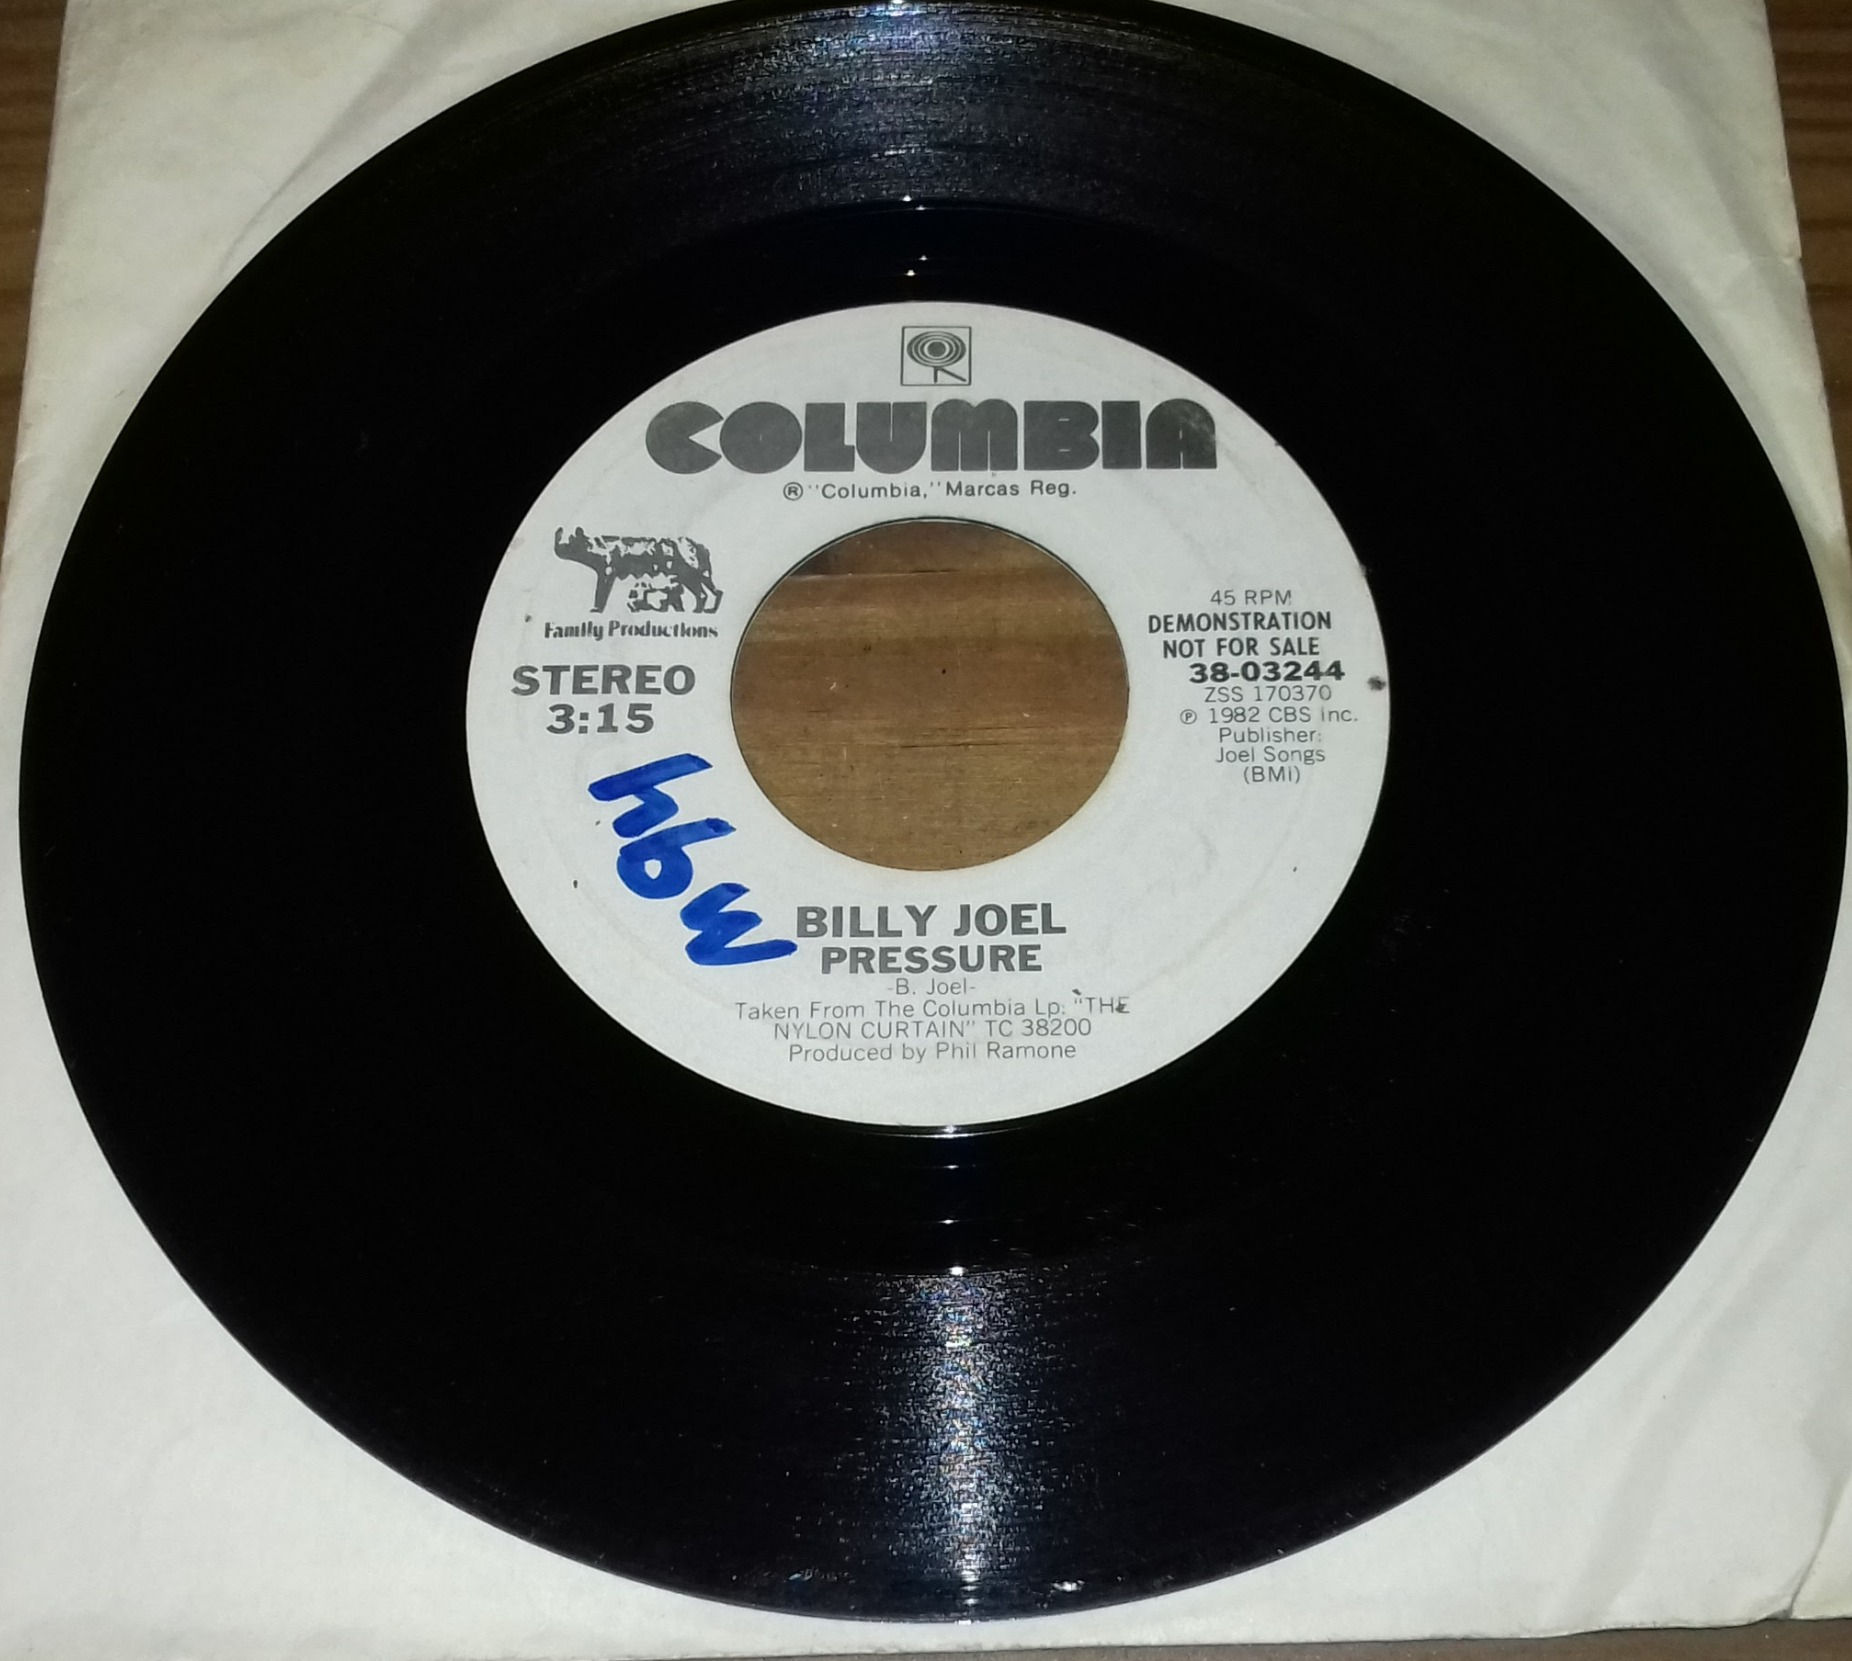 COLUMBIA
® "Columbia," Marcas Reg.
Family Productions
STEREO
3:15
45 RPM
DEMONSTRATION
NOT FOR SALE
38-03244
ZSS 170370
℗ 1982 CBS Inc.
Publisher:
Joel Songs
(BMI)
BILLY JOEL
PRESSURE
-B. Joel-
Taken From The Columbia Lp: "THE
NYLON CURTAIN" TC 38200
Produced by Phil Ramone